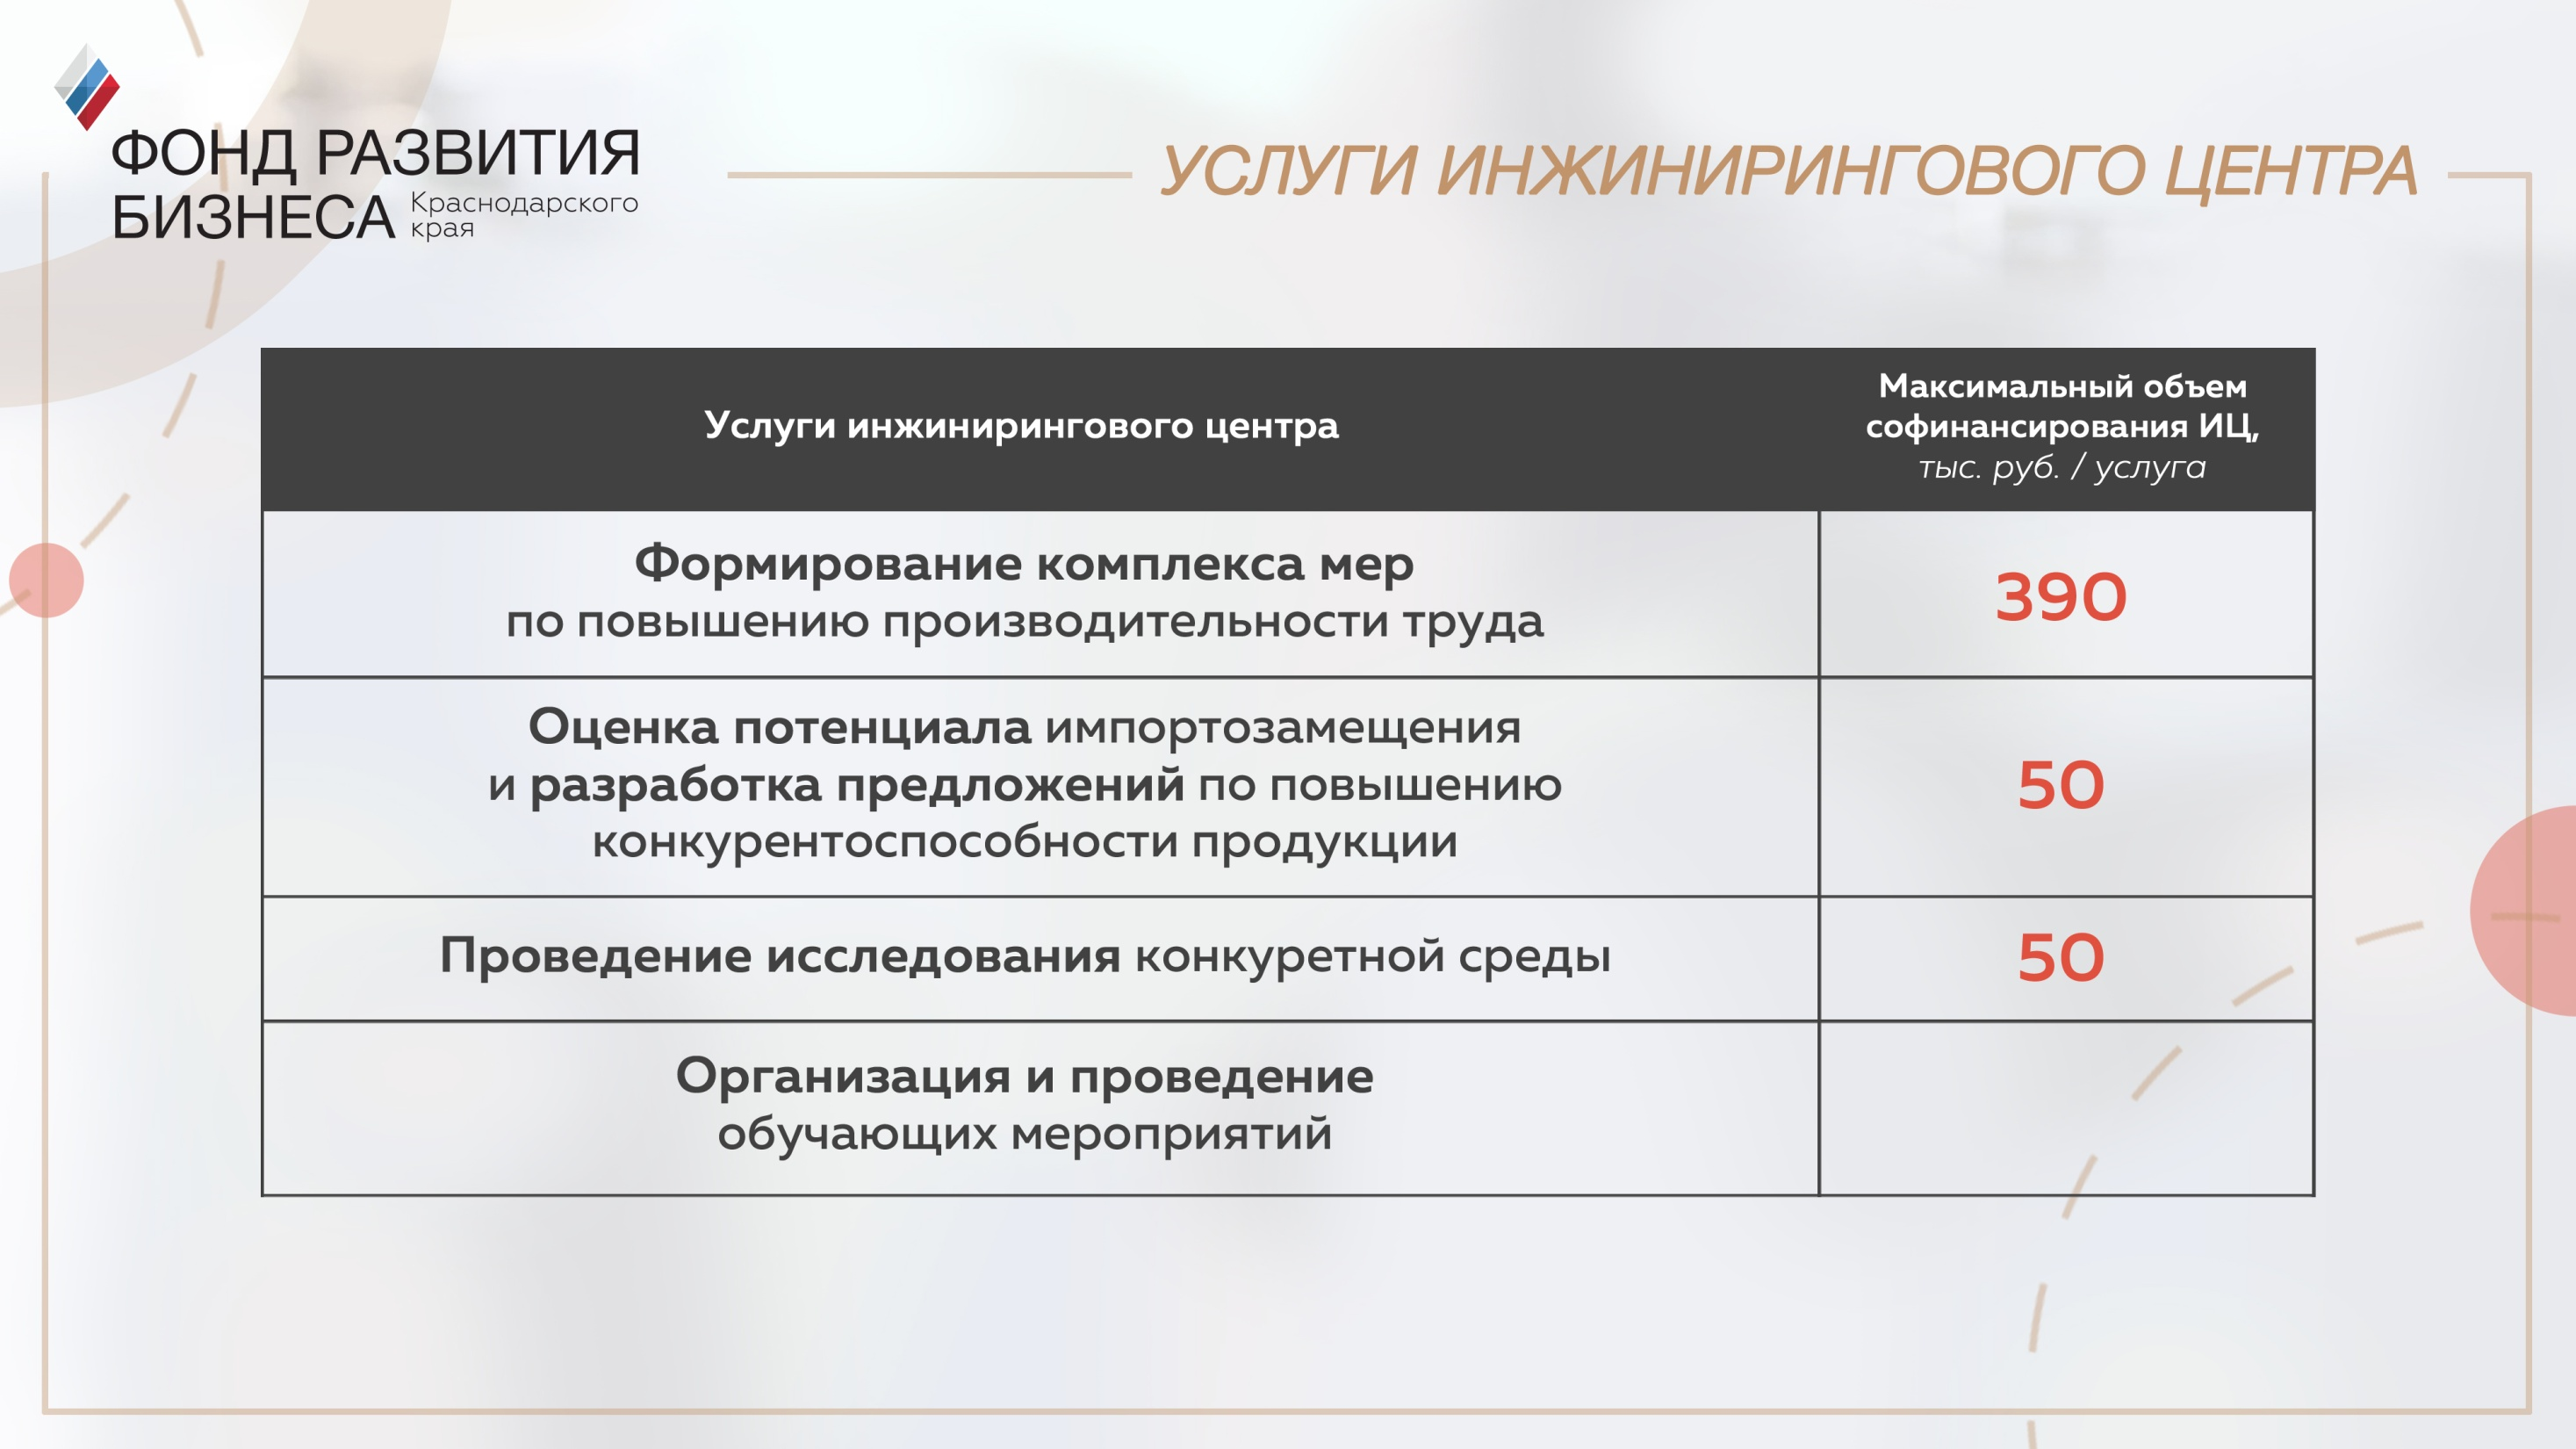 ФОНД РАЗВИТИЯ
БИЗНЕСА Краснодарского
края
УСЛУГИ ИНЖИНИРИНГОВОГО ЦЕНТРА
Услуги инжинирингового центра
Максимальный объем
софинансирования ИЦ,
тыс. руб. / услуга
Формирование комплекса мер
по повышению производительности труда
390
Оценка потенциала импортозамещения
и разработка предложений по повышению
конкурентоспособности продукции
50
Проведение исследования конкуретной среды
50
Организация и проведение
обучающих мероприятий